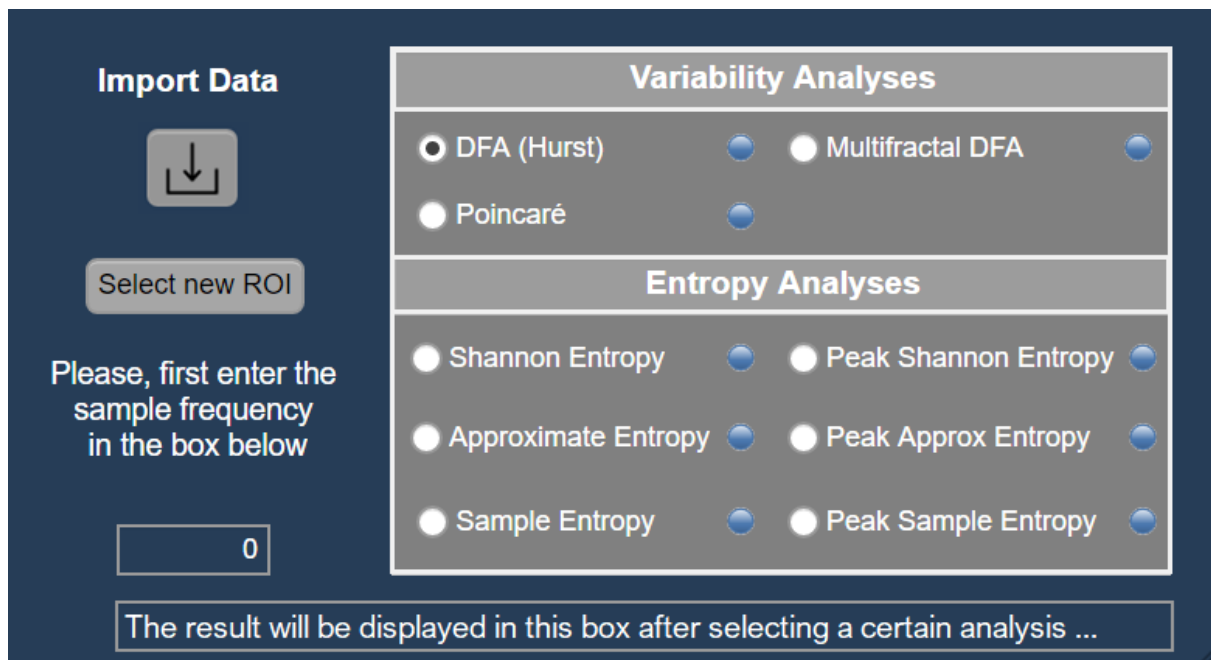 Import Data
Select new ROI
Please, first enter the
sample frequency
in the box below
0
Variability Analyses
DFA (Hurst)
Multifractal DFA
Poincaré
Entropy Analyses
Shannon Entropy
Peak Shannon Entropy
Approximate Entropy
Peak Approx Entropy
Sample Entropy
Peak Sample Entropy
The result will be displayed in this box after selecting a certain analysis ...